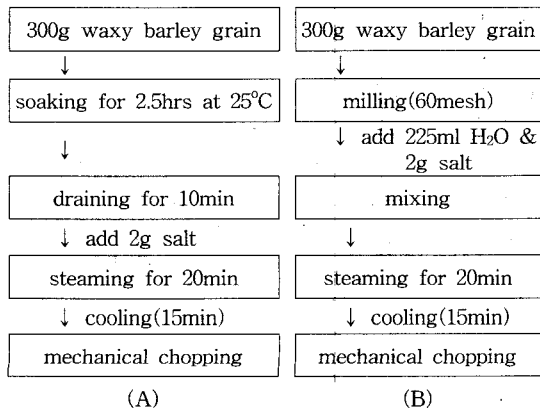 300g waxy barley grain
↓
soaking for 2.5hrs at 25°C
↓
draining for 10min
↓ add 2g salt
steaming for 20min
↓ cooling(15min)
mechanical chopping
(A)
300g waxy barley grain
↓
milling(60mesh)
↓ add 225ml H₂O &
2g salt
mixing
↓
steaming for 20min
↓ cooling(15min)
mechanical chopping
(B)